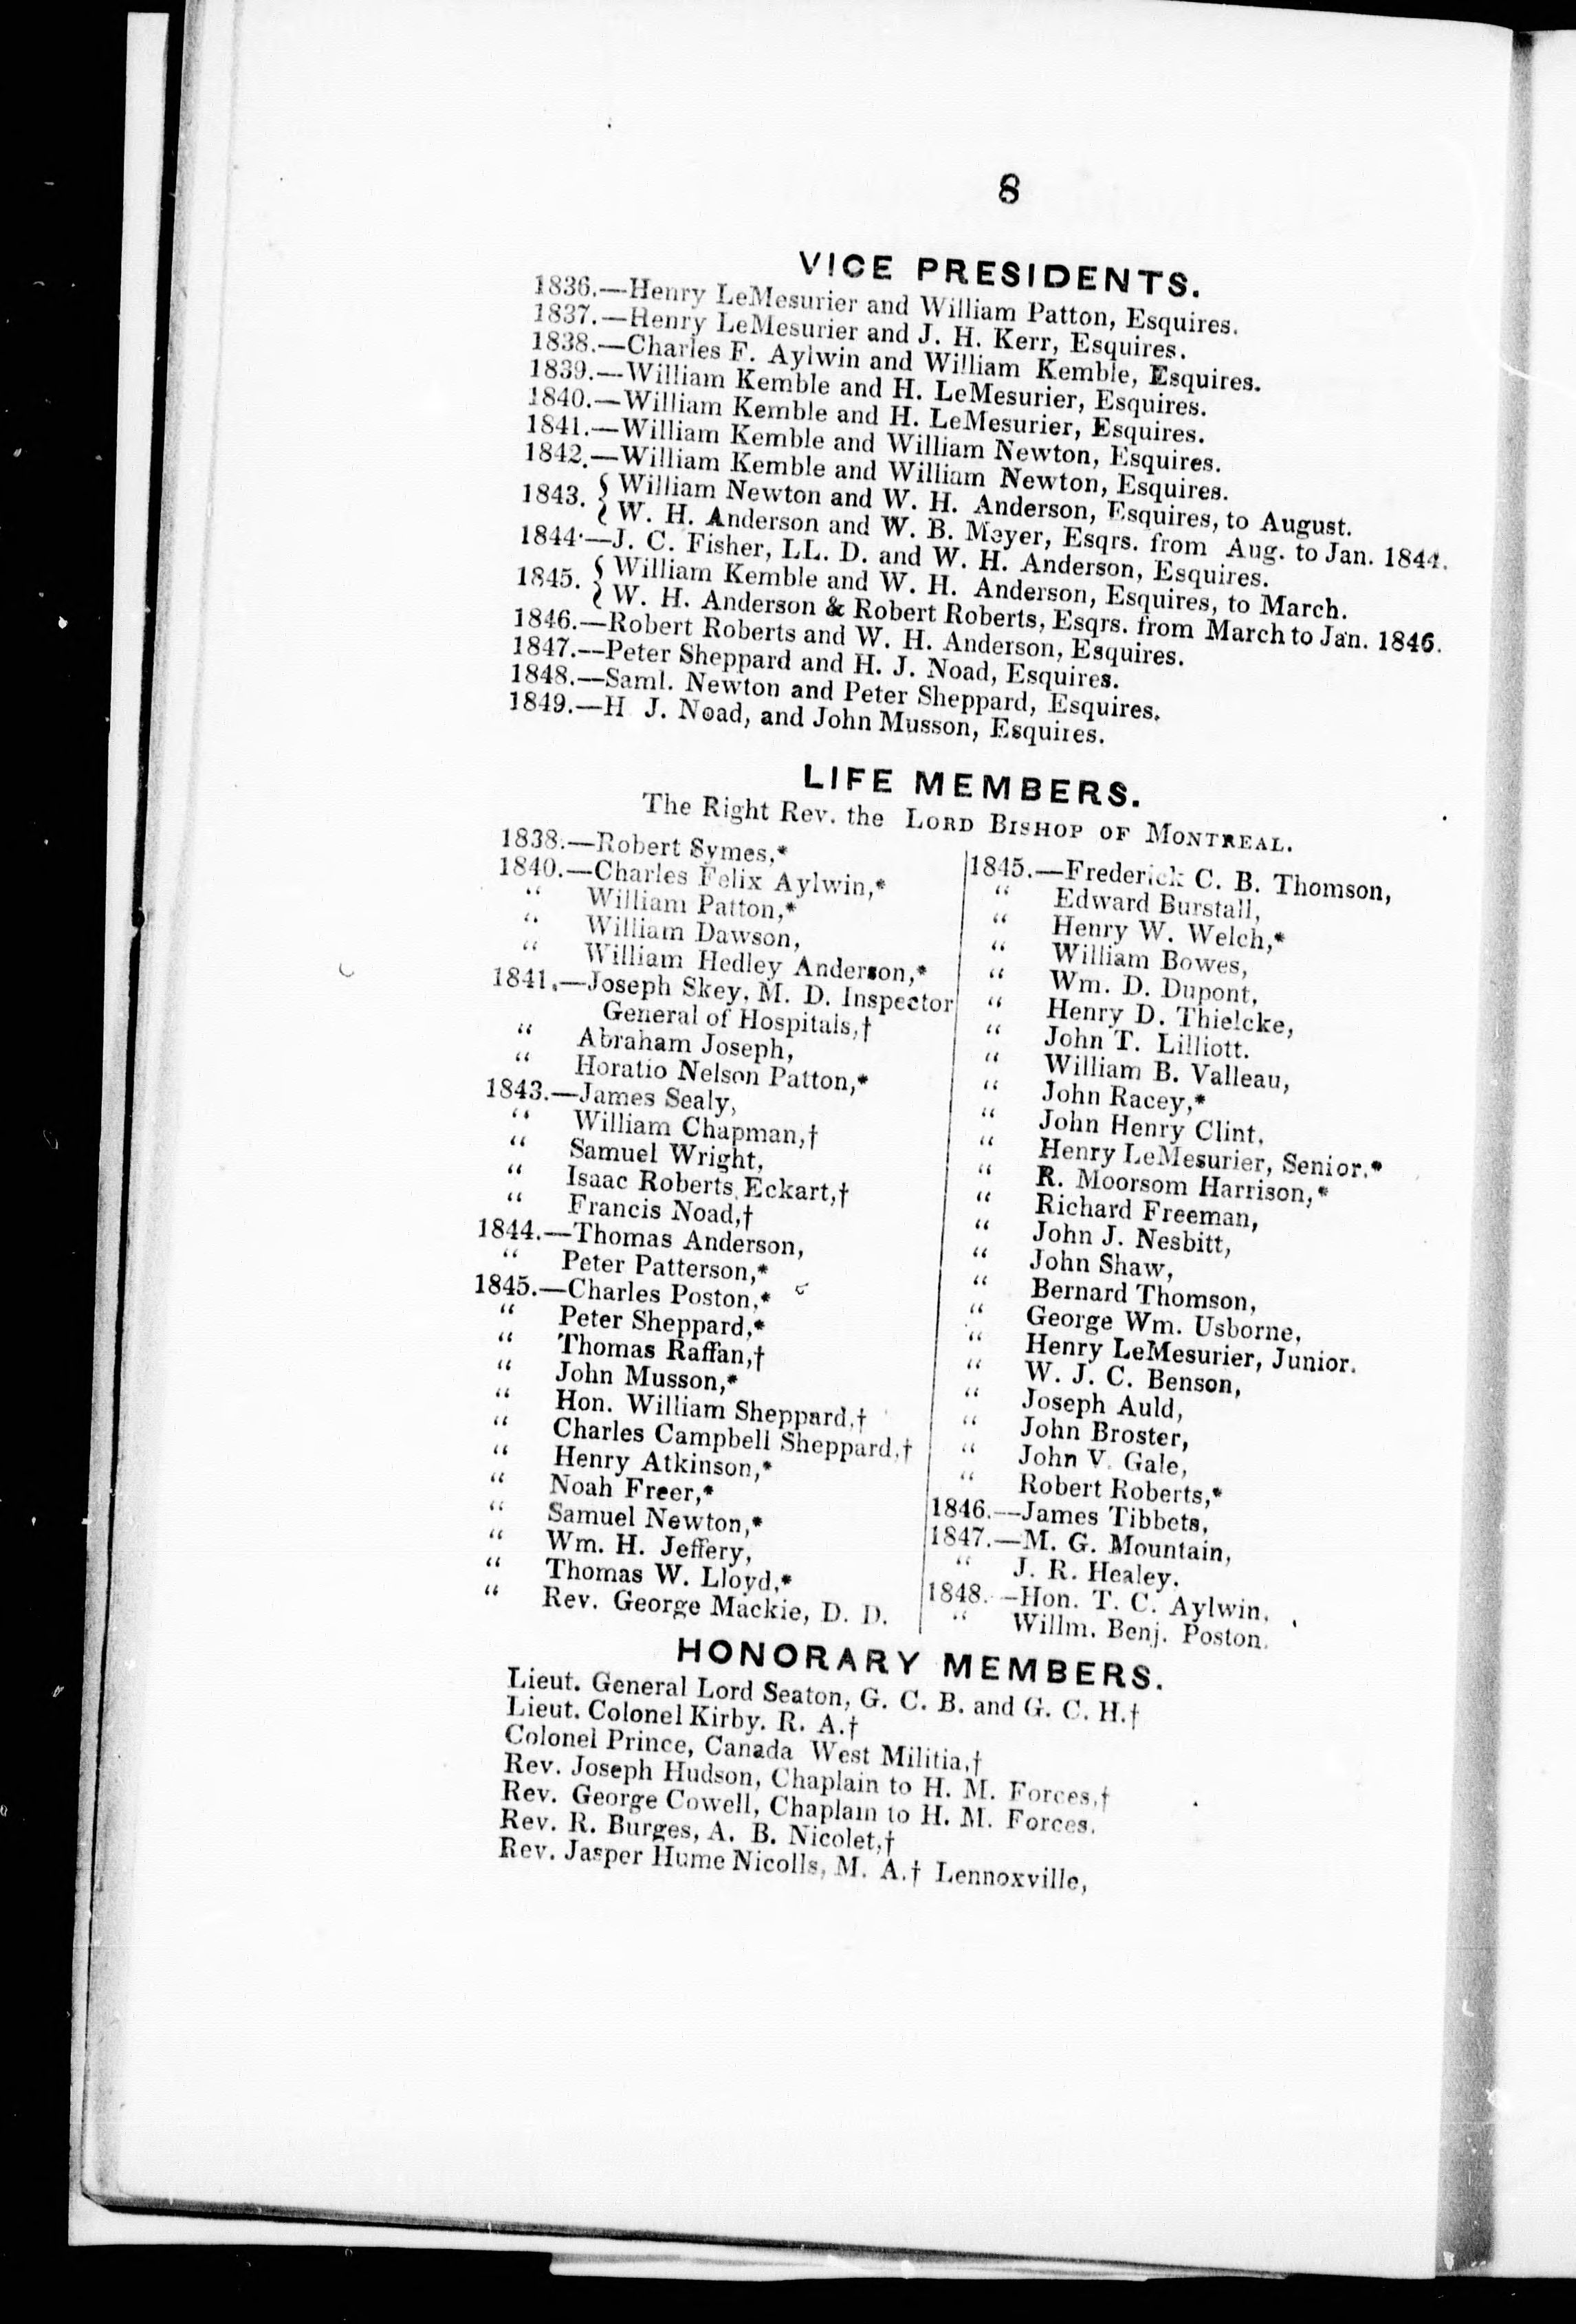 8
VICE PRESIDENTS.
1836.—Henry LeMesurier and William Patton, Esquires.
1837.—Henry LeMesurier and J. H. Kerr, Esquires.
1838.—Charles F. Aylwin and William Kemble, Esquires.
1839.—William Kemble and H. LeMesurier, Esquires.
1840.—William Kemble and H. LeMesurier, Esquires.
1841.—William Kemble and William Newton, Esquires.
1842.—William Kemble and William Newton, Esquires.
1843. { William Newton and W. H. Anderson, Esquires, to August.
W. H. Anderson and W. B. Meyer, Esqrs. from Aug. to Jan. 1844.
1844.—J. C. Fisher, LL. D. and W. H. Anderson, Esquires.
1845. { William Kemble and W. H. Anderson, Esquires, to March.
W. H. Anderson & Robert Roberts, Esqrs. from March to Jan. 1846.
1846.—Robert Roberts and W. H. Anderson, Esquires.
1847.—Peter Sheppard and H. J. Noad, Esquires.
1848.—Saml. Newton and Peter Sheppard, Esquires.
1849.—H J. Noad, and John Musson, Esquires.
LIFE MEMBERS.
The Right Rev. the LORD BISHOP OF MONTREAL.
1838.—Robert Symes,*
1840.—Charles Felix Aylwin,*
“ William Patton,*
“ William Dawson,
“ William Hedley Anderson,*
1841.—Joseph Skey, M. D. Inspector
General of Hospitals,†
“ Abraham Joseph,
“ Horatio Nelson Patton,*
1843.—James Sealy,
“ William Chapman,†
“ Samuel Wright,
“ Isaac Roberts Eckart,†
“ Francis Noad,†
1844.—Thomas Anderson,
“ Peter Patterson,*
1845.—Charles Poston,*
“ Peter Sheppard,*
“ Thomas Raffan,†
“ John Musson,*
“ Hon. William Sheppard,†
“ Charles Campbell Sheppard,†
“ Henry Atkinson,*
“ Noah Freer,*
“ Samuel Newton,*
“ Wm. H. Jeffery,
“ Thomas W. Lloyd,*
“ Rev. George Mackie, D. D.
1845.—Frederick C. B. Thomson,
“ Edward Burstall,
“ Henry W. Welch,*
“ William Bowes,
“ Wm. D. Dupont,
“ Henry D. Thielcke,
“ John T. Lilliott.
“ William B. Valleau,
“ John Racey,*
“ John Henry Clint,
“ Henry LeMesurier, Senior.*
“ R. Moorsom Harrison,*
“ Richard Freeman,
“ John J. Nesbitt,
“ John Shaw,
“ Bernard Thomson,
“ George Wm. Usborne,
“ Henry LeMesurier, Junior.
“ W. J. C. Benson,
“ Joseph Auld,
“ John Broster,
“ John V. Gale,
“ Robert Roberts,*
1846.—James Tibbets,
1847.—M. G. Mountain,
“ J. R. Healey.
1848.—Hon. T. C. Aylwin.
“ Willm. Benj. Poston.
HONORARY MEMBERS.
Lieut. General Lord Seaton, G. C. B. and G. C. H.†
Lieut. Colonel Kirby. R. A.†
Colonel Prince, Canada West Militia,†
Rev. Joseph Hudson, Chaplain to H. M. Forces,†
Rev. George Cowell, Chaplain to H. M. Forces.
Rev. R. Burges, A. B. Nicolet,†
Rev. Jasper Hume Nicolls, M. A.† Lennoxville,